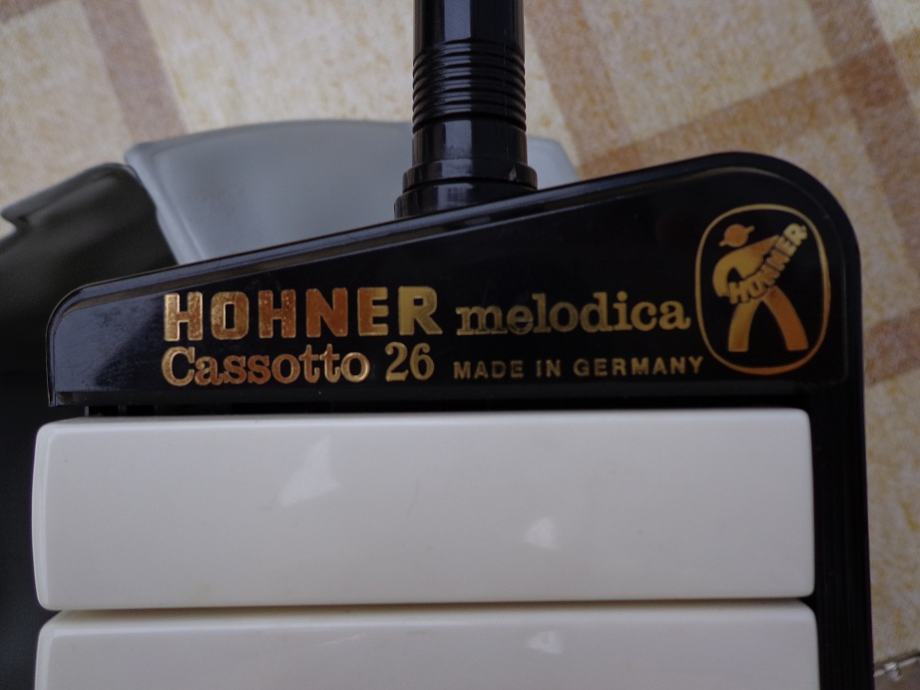 HOHNER melodica
Cassotto 26 MADE IN GERMANY
HOHNER